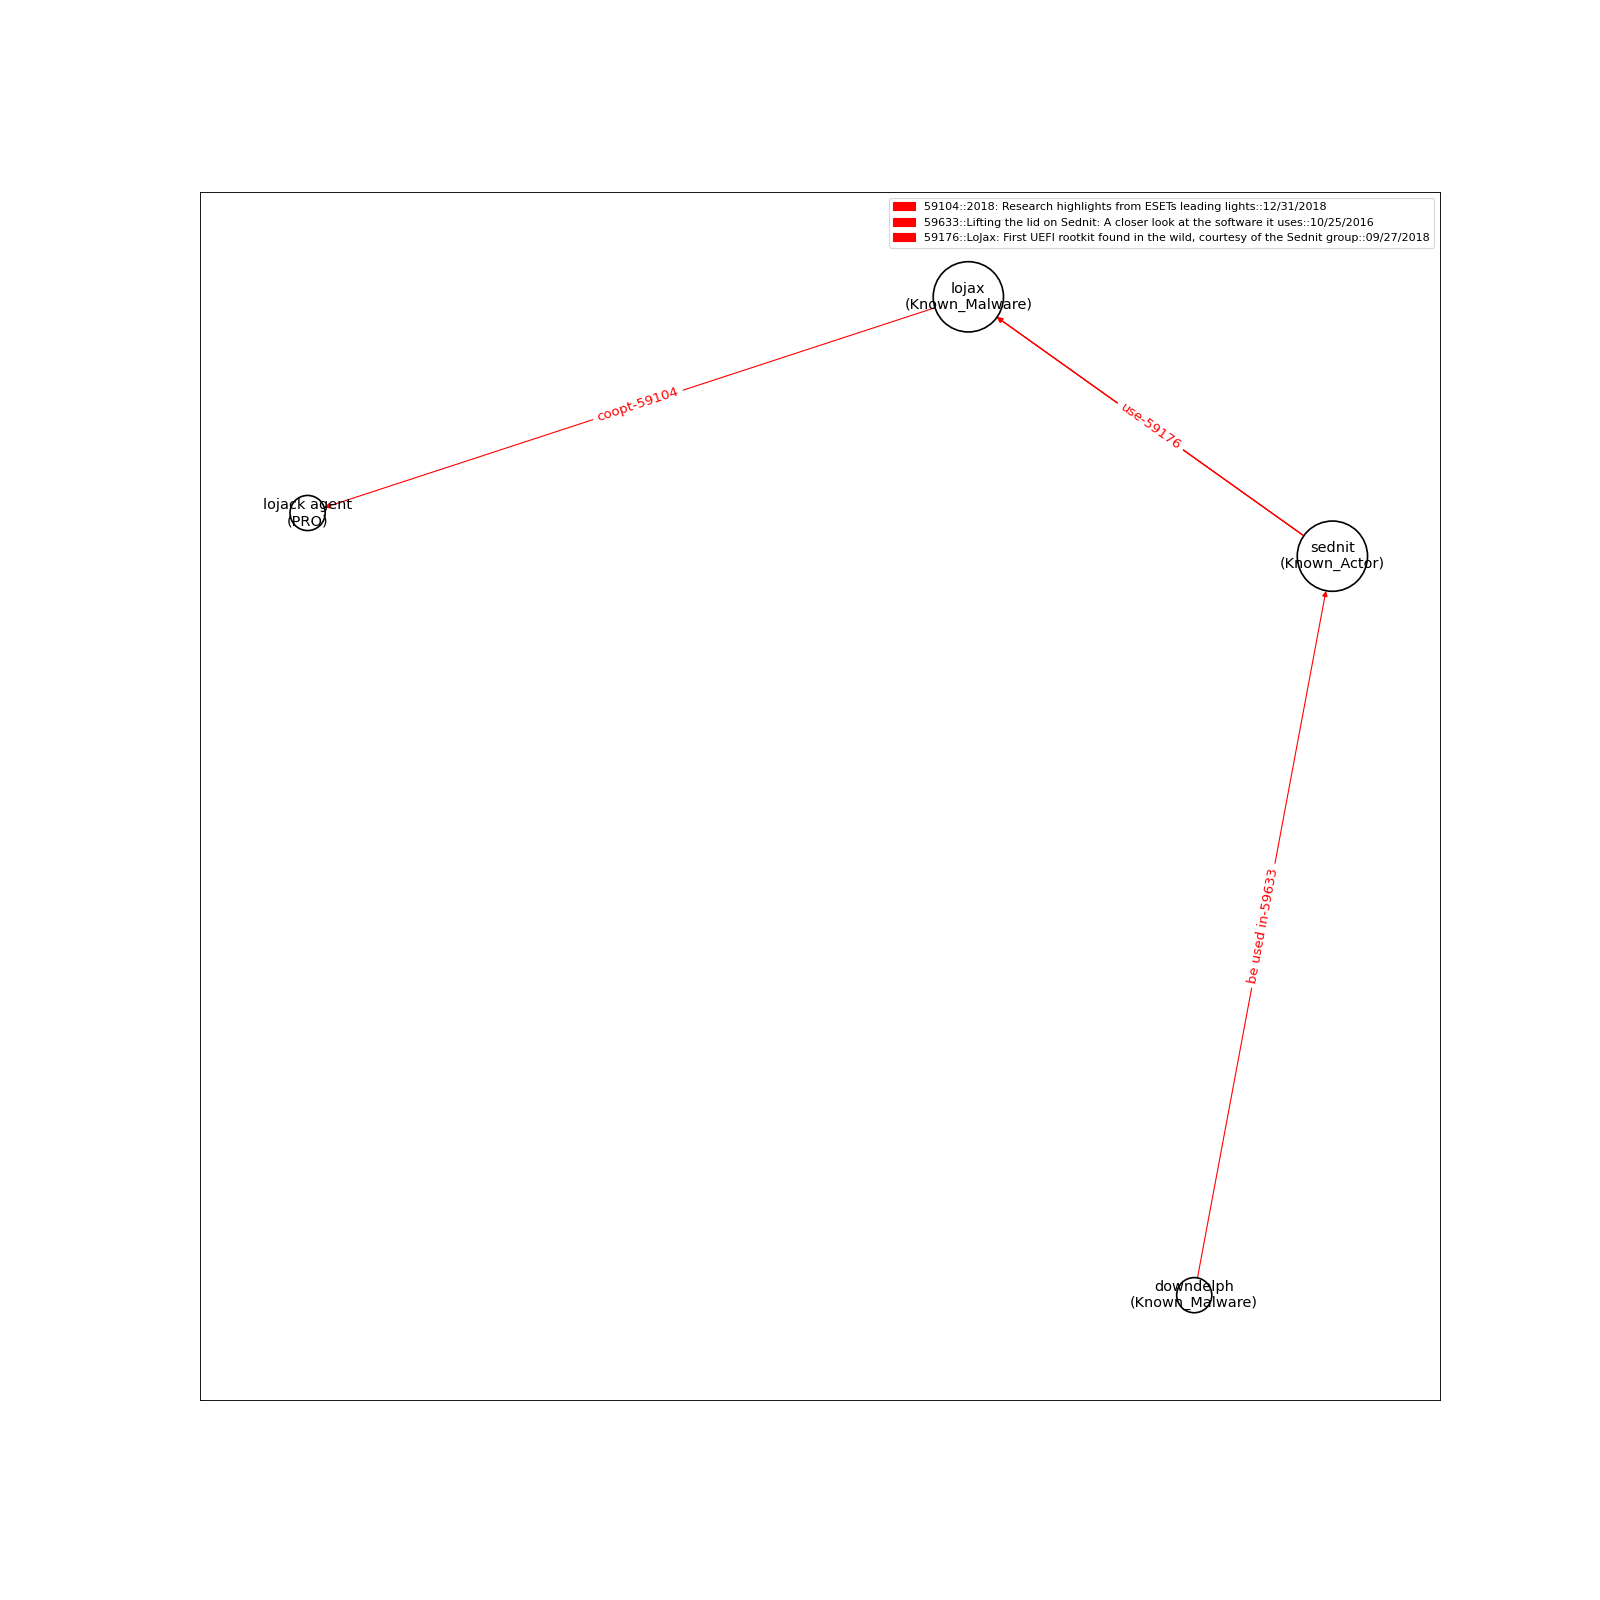 59104::2018: Research highlights from ESETs leading lights::12/31/2018
59633::Lifting the lid on Sednit: A closer look at the software it uses::10/25/2016
59176::LoJax: First UEFI rootkit found in the wild, courtesy of the Sednit group::09/27/2018
lojax
(Known_Malware)
coopt-59104
use-59176
lojack agent
(PRO)
sednit
(Known_Actor)
be used in-59633
downdelph
(Known_Malware)